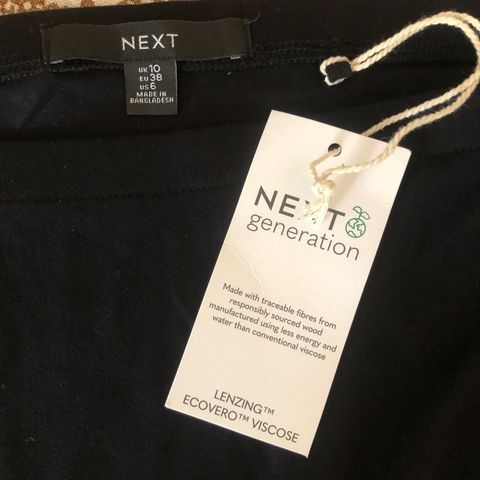 NEXT
UK 10
EU 38
US 6
MADE IN
BANGLADESH
NEXT
generation
Made with traceable fibres from
responsibly sourced wood
manufactured using less energy and
water than conventional viscose
LENZING™
ECOVERO™ VISCOSE